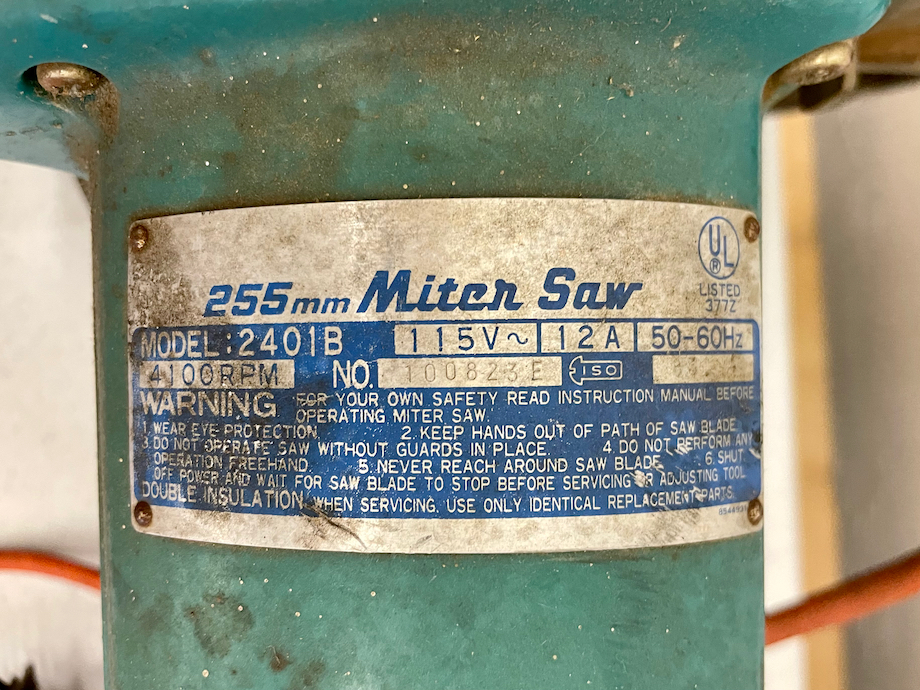 UL
®
LISTED
377Z
255mm Miter Saw
MODEL:2401B 115V~ 12A 50-60Hz
4100RPM NO. 100823E ISO
WARNING FOR YOUR OWN SAFETY READ INSTRUCTION MANUAL BEFORE
OPERATING MITER SAW.
1. WEAR EYE PROTECTION. 2. KEEP HANDS OUT OF PATH OF SAW BLADE.
3. DO NOT OPERATE SAW WITHOUT GUARDS IN PLACE. 4. DO NOT PERFORM ANY
OPERATION FREEHAND. 5. NEVER REACH AROUND SAW BLADE. 6. SHUT
OFF POWER AND WAIT FOR SAW BLADE TO STOP BEFORE SERVICING OR ADJUSTING TOOL.
DOUBLE INSULATION WHEN SERVICING, USE ONLY IDENTICAL REPLACEMENT PARTS.